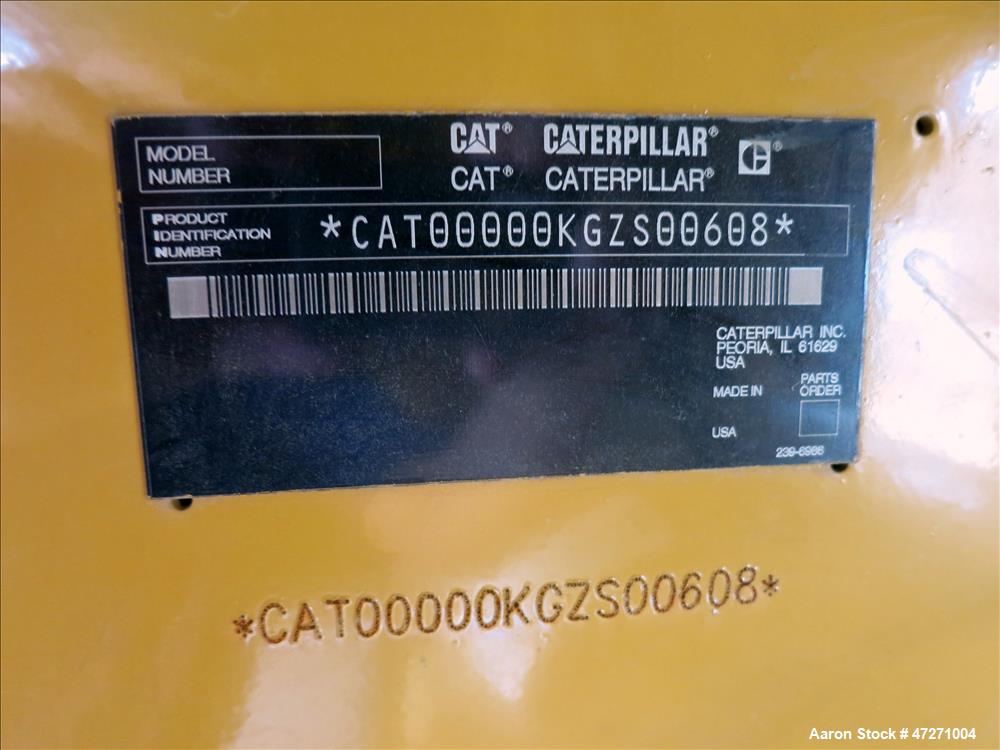 MODEL
NUMBER
CAT® CATERPILLAR® ®
CAT® CATERPILLAR®
PRODUCT
IDENTIFICATION
NUMBER
*CAT00000KGZS00608*
CATERPILLAR INC.
PEORIA, IL 61629
USA
MADE IN
USA
PARTS
ORDER
239-6986
*CAT00000KGZS00608*
Aaron Stock # 47271004